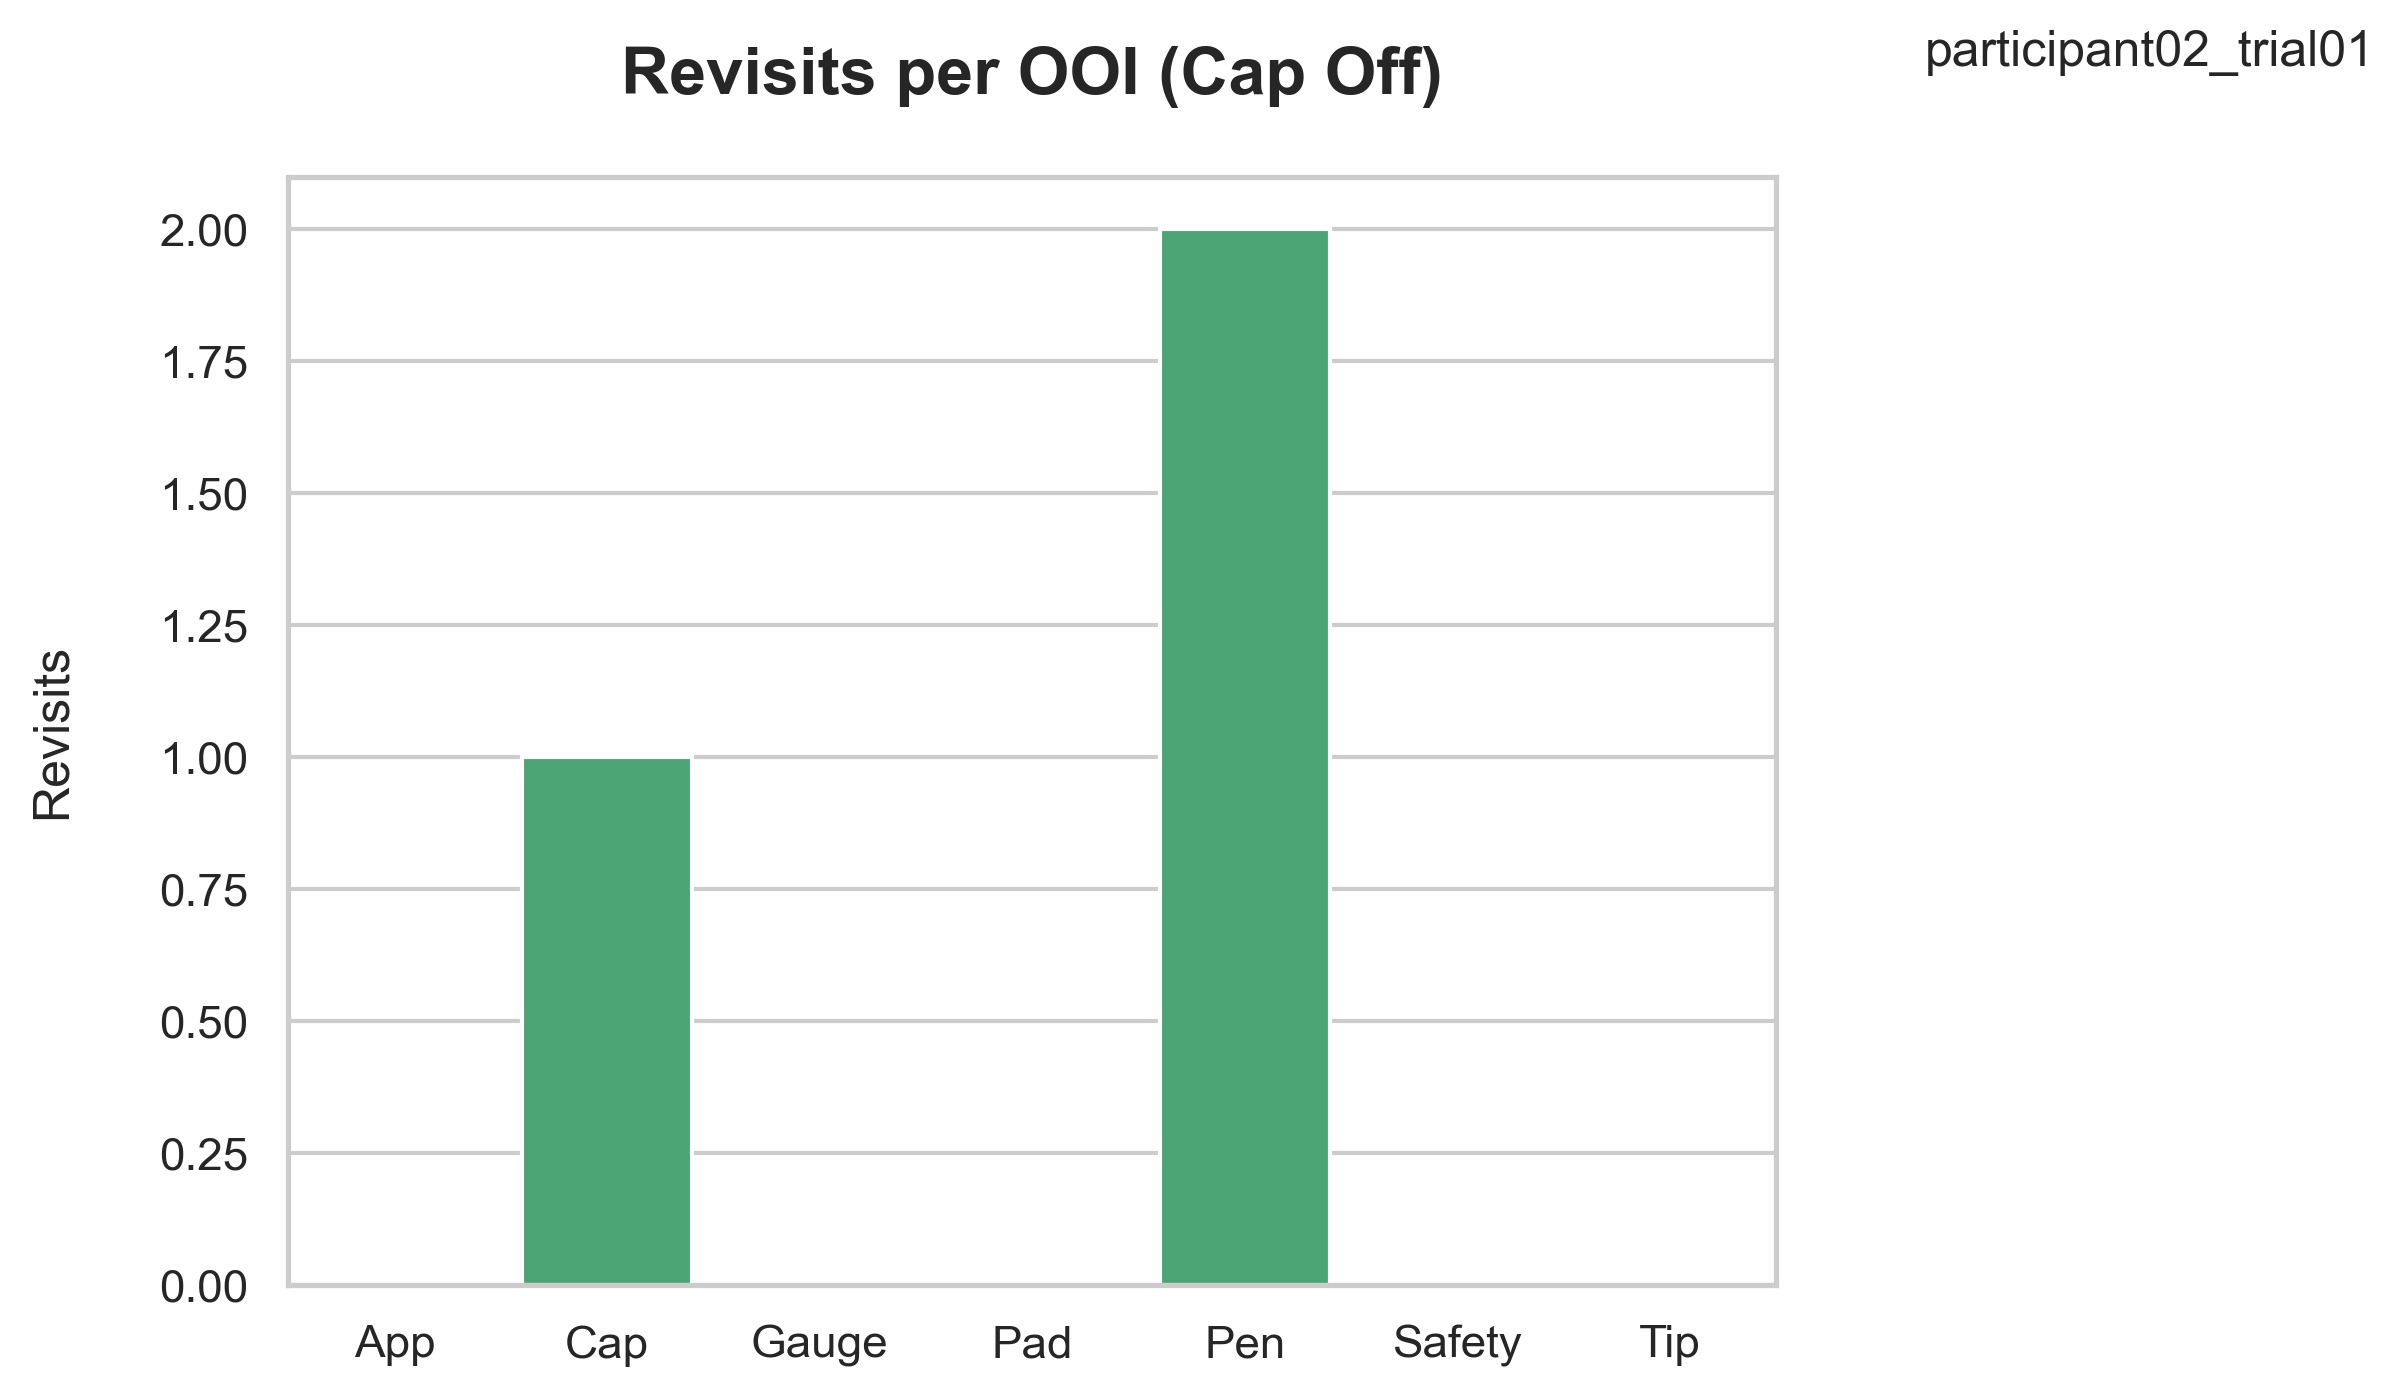 participant02_trial01
Revisits per OOI (Cap Off)
Revisits
2.00
1.75
1.50
1.25
1.00
0.75
0.50
0.25
0.00
App Cap Gauge Pad Pen Safety Tip